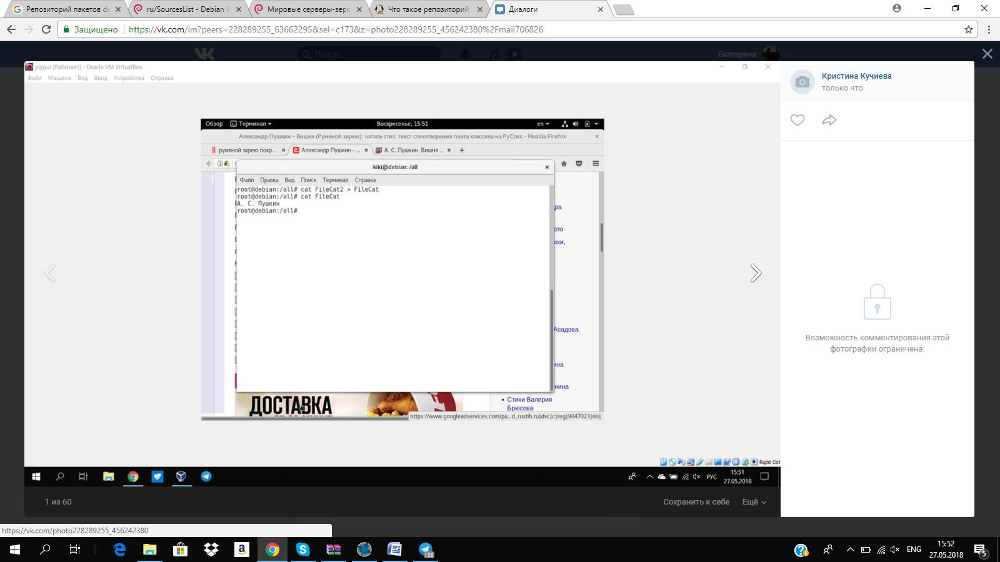 Репозиторий пакетов de
ru/SourcesList - Debian W
Мировые серверы-зерк
Что такое репозиторий,
Диалоги
Защищено
https://vk.com/im?peers=228289255_63662295&sel=c173&z=photo228289255_456242380%2Fmail706826
Поиск
Екатерина
yiggui [Работает] - Oracle VM VirtualBox
Файл Машина Вид Ввод Устройства Справка
Кристина Кучиева
только что
Обзор Терминал Воскресенье, 15:51 en
Александр Пушкин - Вишня (Румяной зарею): читать стих, текст стихотворения поэта классика на РуСтих - Mozilla Firefox
румяной зарею покр...
Александр Пушкин - ...
А. С. Пушкин. Вишня ...
kiki@debian: /all
Файл Правка Вид Поиск Терминал Справка
root@debian:/all# cat FileCat2 > FileCat
root@debian:/all# cat FileCat
А. С. Пушкин
root@debian:/all#
ра
рто
ихи,
Асадова
ина
нина
Стихи Валерия
Брюсова
ДОСТАВКА
https://www.googleadservices.com/pa...d_rustih.ru|dvc|c|reg|9047023|rin|
Возможность комментирования этой
фотографии ограничена.
Right Ctrl
РУС
15:51
27.05.2018
1 из 60
Сохранить к себе - Ещё
https://vk.com/photo228289255_456242380
156
ENG
15:52
27.05.2018
5